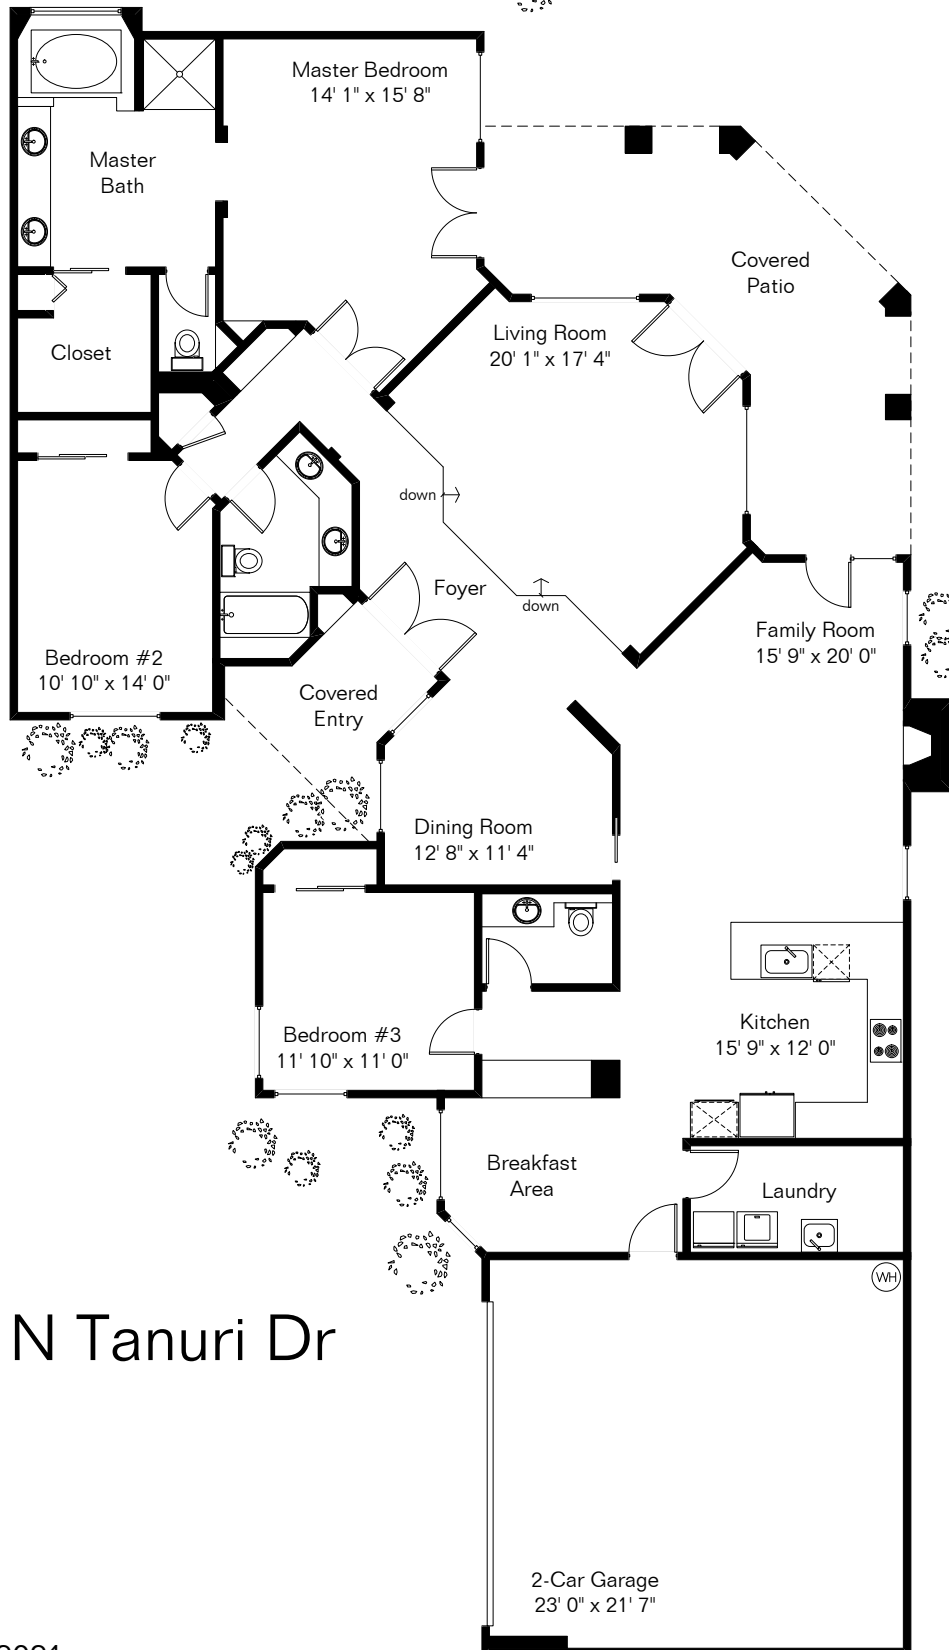 Master Bedroom
14' 1" x 15' 8"
Master
Bath
Covered
Patio
Living Room
20' 1" x 17' 4"
Closet
down
Foyer
down
Family Room
15' 9" x 20' 0"
Bedroom #2
10' 10" x 14' 0"
Covered
Entry
Dining Room
12' 8" x 11' 4"
Kitchen
15' 9" x 12' 0"
Bedroom #3
11' 10" x 11' 0"
Breakfast
Area
Laundry
WH
N Tanuri Dr
2-Car Garage
23' 0" x 21' 7"